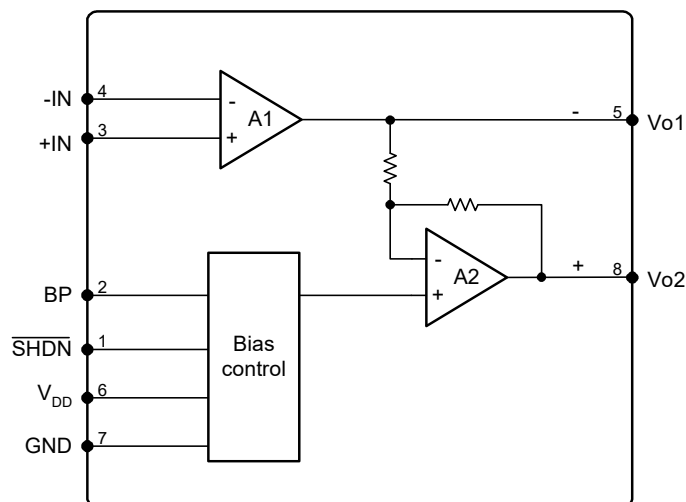 -IN 4 - A1 - 5 Vo1
+IN 3 +
- A2 + 8 Vo2
BP 2 +
SHDN 1 Bias control
VDD 6
GND 7